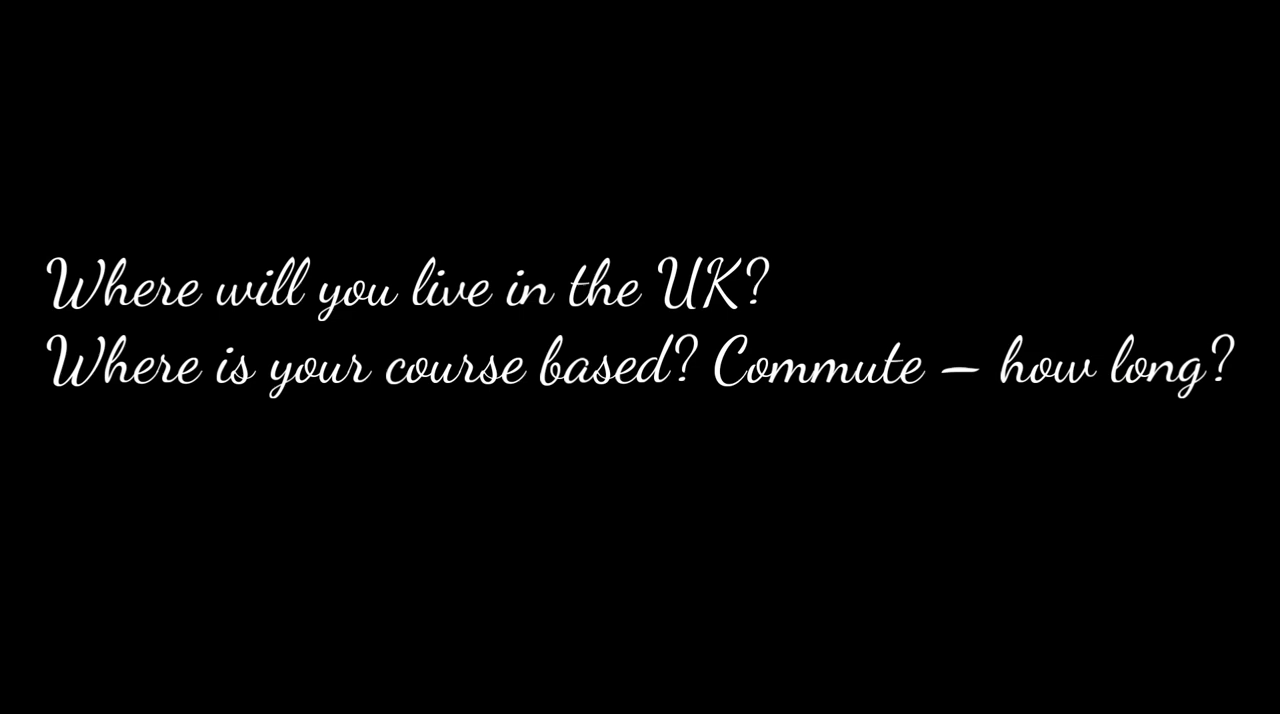 Where will you live in the UK?
Where is your course based? Commute – how long?